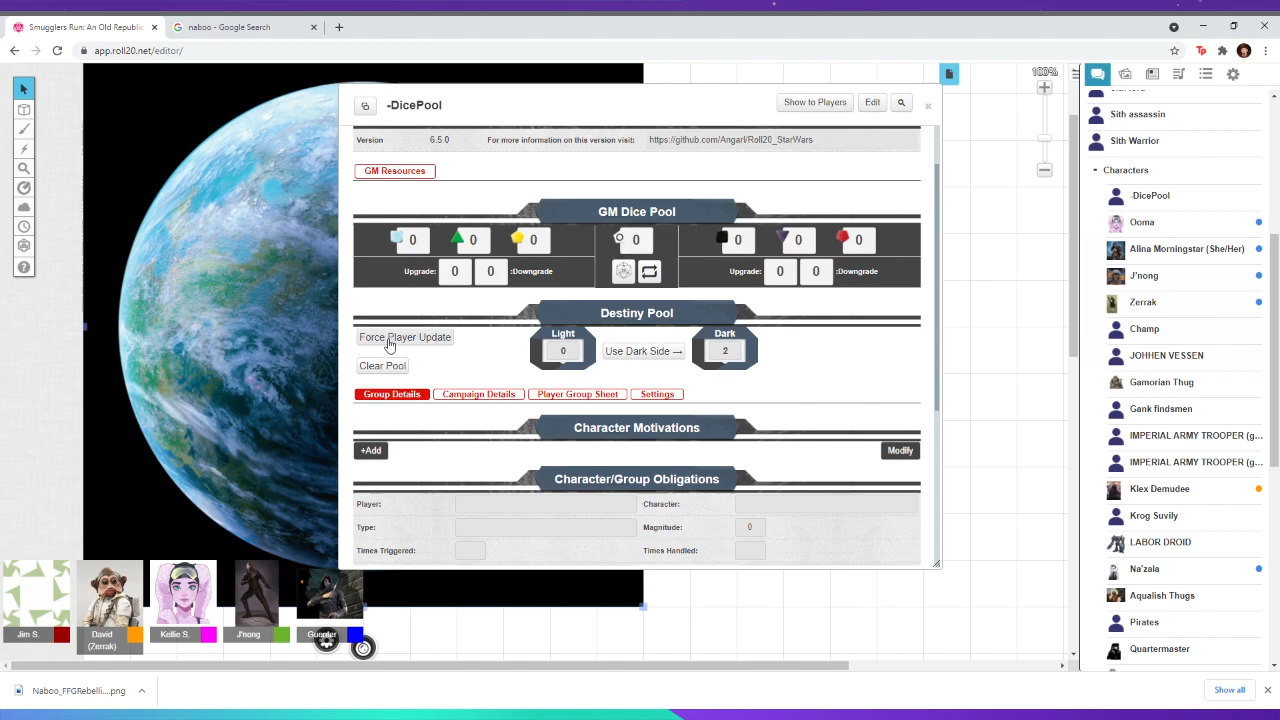 Smugglers Run: An Old Republic
naboo - Google Search
app.roll20.net/editor/
-DicePool
Show to Players
Edit
Version 6.5.0 For more information on this version visit: https://github.com/Angarl/Roll20_StarWars
GM Resources
GM Dice Pool
0 0 0 0 0 0 0
Upgrade: 0 0 :Downgrade Upgrade: 0 0 :Downgrade
Destiny Pool
Force Player Update
Clear Pool
Light
0
Use Dark Side →
Dark
2
Group Details
Campaign Details
Player Group Sheet
Settings
Character Motivations
+Add
Modify
Character/Group Obligations
Player: Character:
Type: Magnitude: 0
Times Triggered: Times Handled:
100%
Sith assassin
Sith Warrior
Characters
-DicePool
Ooma
Alina Morningstar (She/Her)
J'nong
Zerrak
Champ
JOHHEN VESSEN
Gamorian Thug
Gank findsmen
IMPERIAL ARMY TROOPER (g...
IMPERIAL ARMY TROOPER (g...
Klex Demudee
Krog Suvily
LABOR DROID
Na'zala
Aqualish Thugs
Pirates
Quartermaster
Jim S.
David
(Zerrak)
Kellie S.
J'nong
Guenter
Naboo_FFGRebelli....png
Show all